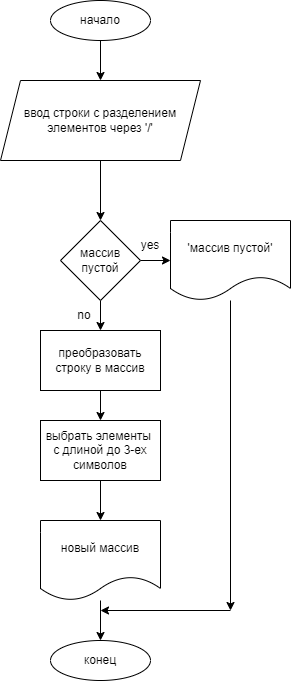 начало
ввод строки с разделением
элементов через '/'
массив
пустой
yes
'массив пустой'
no
преобразовать
строку в массив
выбрать элементы
с длиной до 3-ех
символов
новый массив
конец